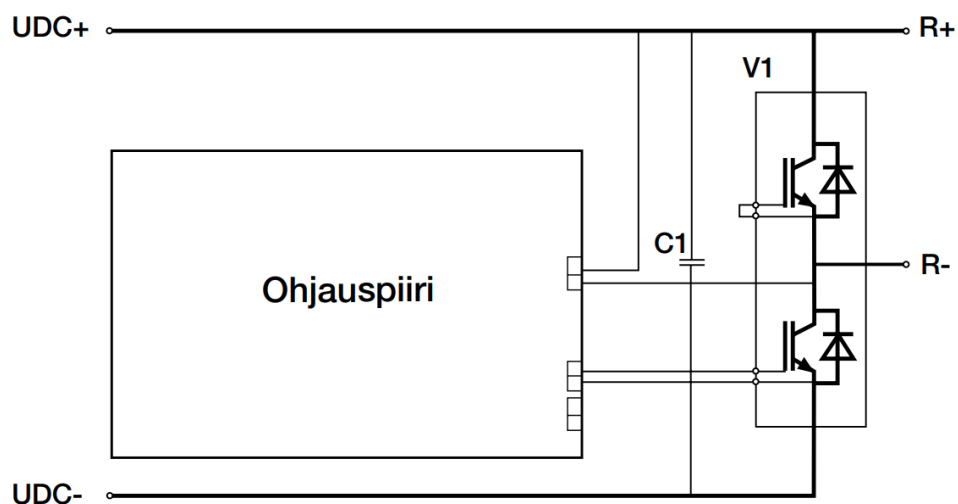 UDC+
R+
V1
C1
R-
Ohjauspiiri
UDC-